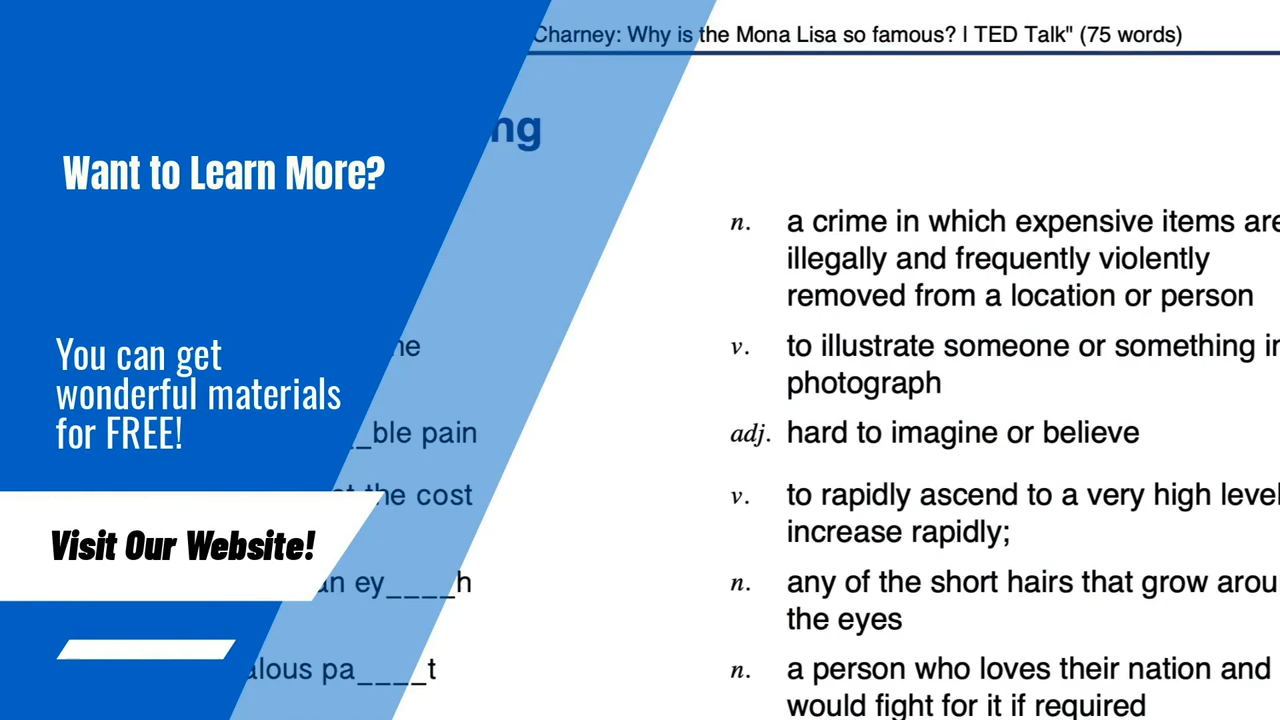 Charney: Why is the Mona Lisa so famous? | TED Talk" (75 words)
ng
Want to Learn More?
n. a crime in which expensive items are
illegally and frequently violently
removed from a location or person
You can get
wonderful materials
for FREE!
v. to illustrate someone or something in
photograph
_ble pain adj. hard to imagine or believe
the cost v. to rapidly ascend to a very high level
increase rapidly;
Visit Our Website!
an ey____h n. any of the short hairs that grow arou
the eyes
alous pa____t n. a person who loves their nation and
would fight for it if required